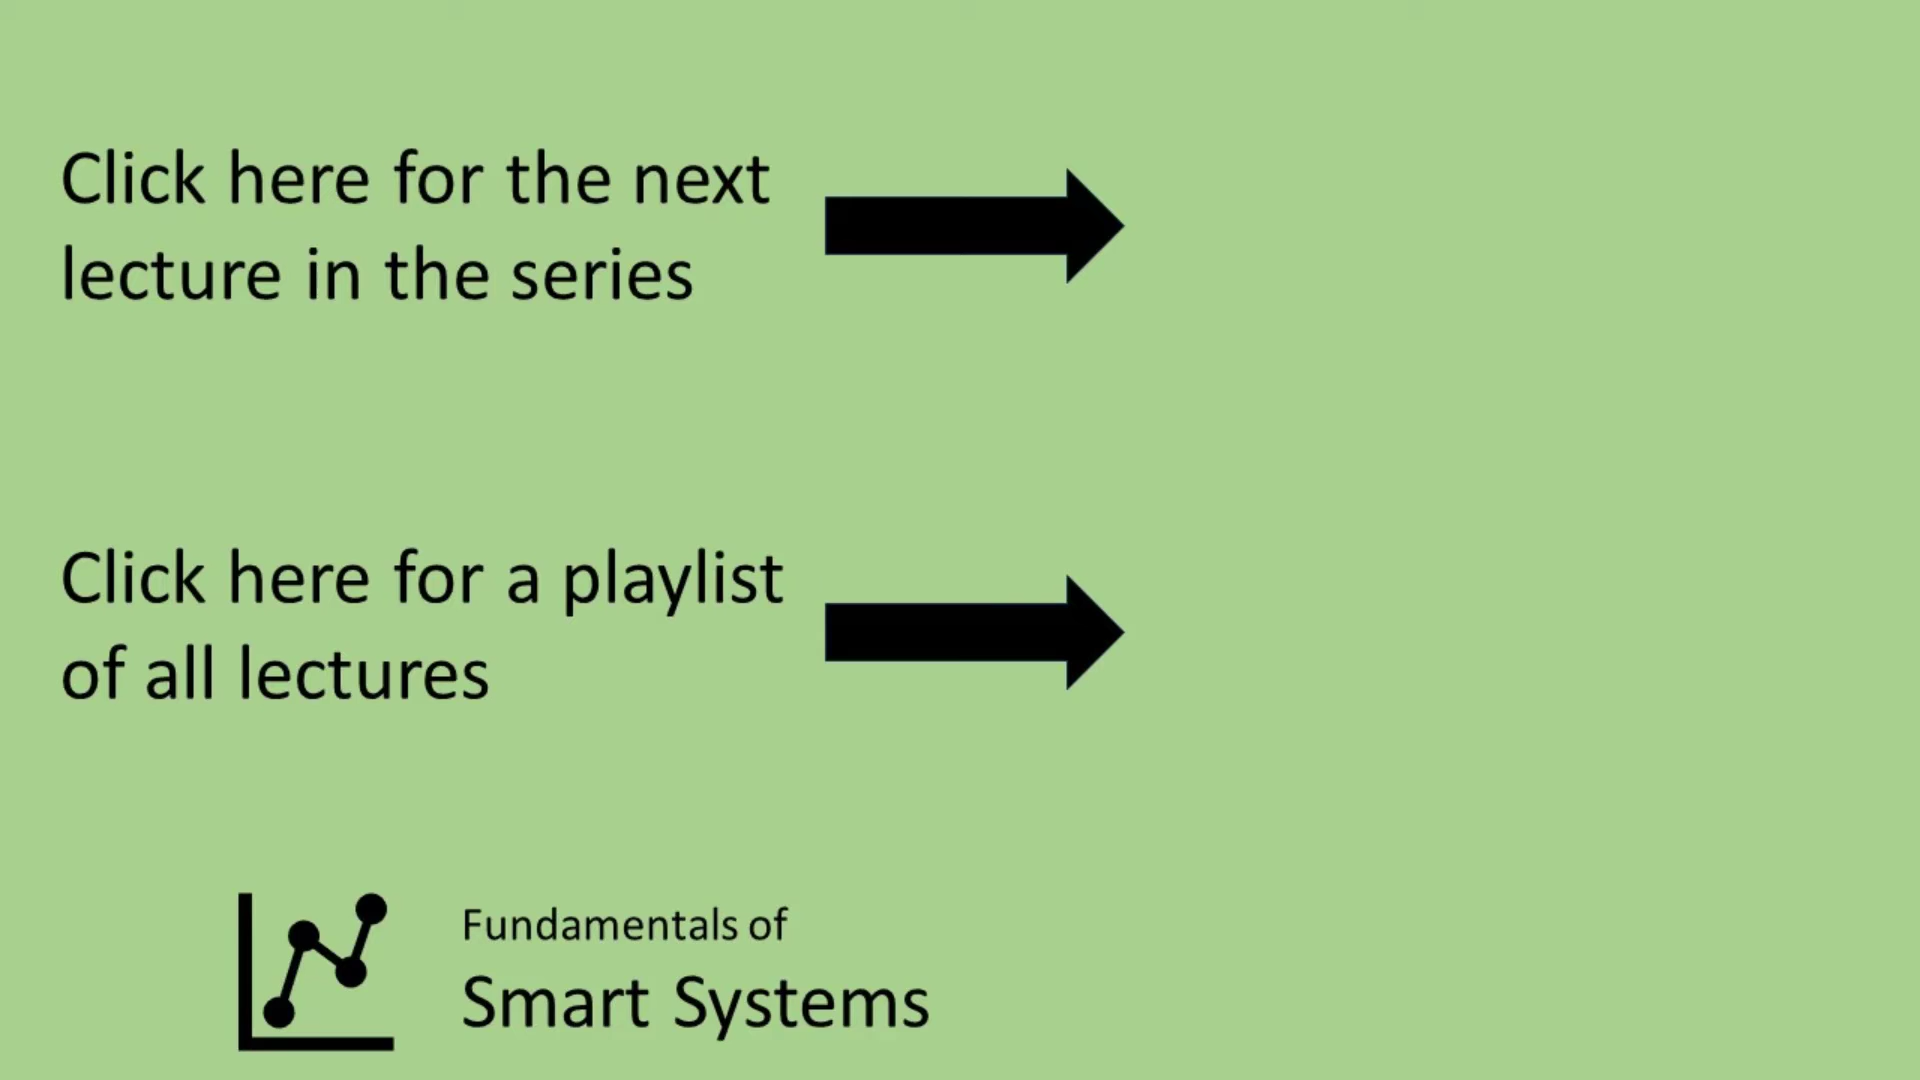 Click here for the next
lecture in the series
Click here for a playlist
of all lectures
Fundamentals of
Smart Systems